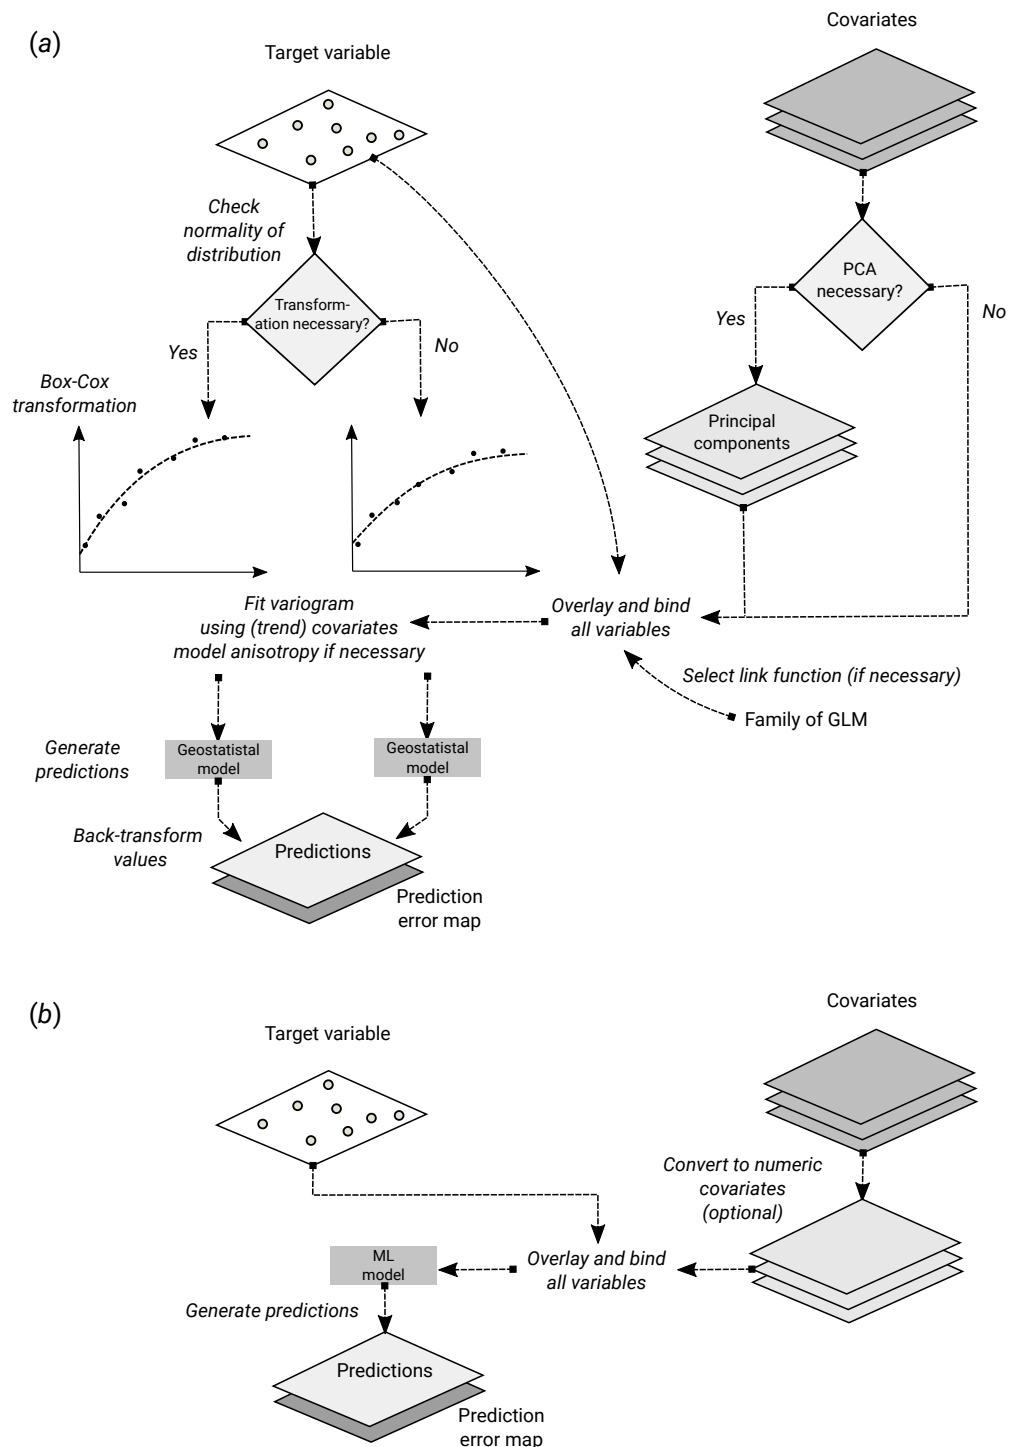 (a)
Target variable
Covariates
Check
normality of
distribution
Transform-
ation necessary?
Yes
No
PCA
necessary?
Yes
No
Box-Cox
transformation
Principal
components
Fit variogram
using (trend) covariates
model anisotropy if necessary
Overlay and bind
all variables
Select link function (if necessary)
Family of GLM
Generate
predictions
Geostatistal
model
Geostatistal
model
Back-transform
values
Predictions
Prediction
error map
(b)
Target variable
Covariates
Convert to numeric
covariates
(optional)
ML
model
Overlay and bind
all variables
Generate predictions
Predictions
Prediction
error map